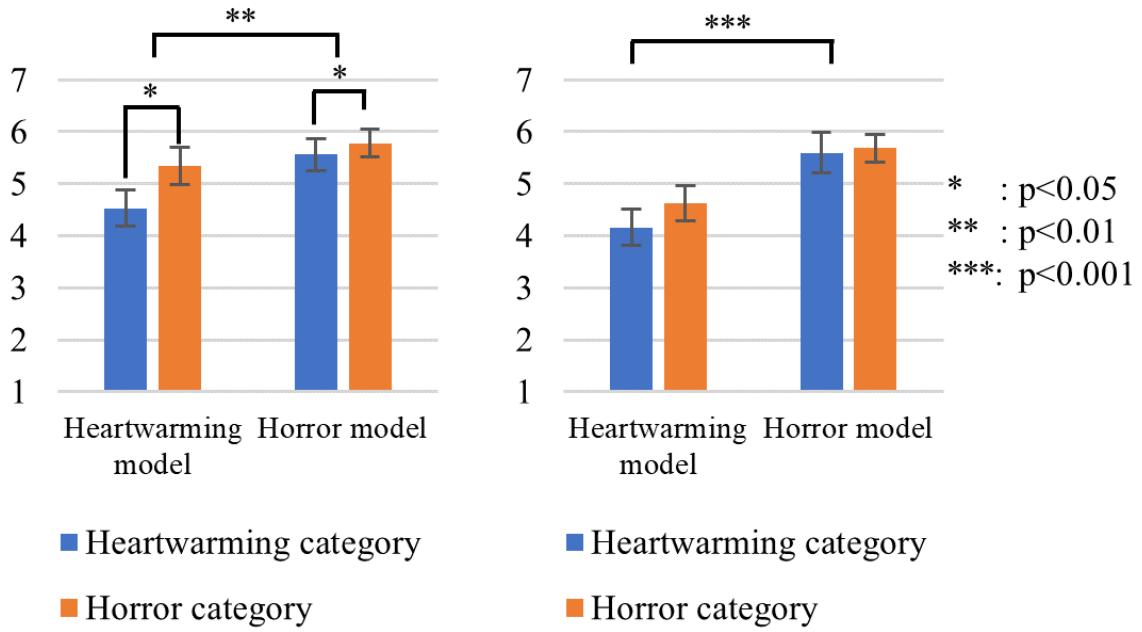 **
***
7
*
*
6
5
4
3
2
1
Heartwarming model
Horror model
Heartwarming category
Horror category
7
6
5
4
3
2
1
Heartwarming model
Horror model
Heartwarming category
Horror category
* : p<0.05
** : p<0.01
***: p<0.001